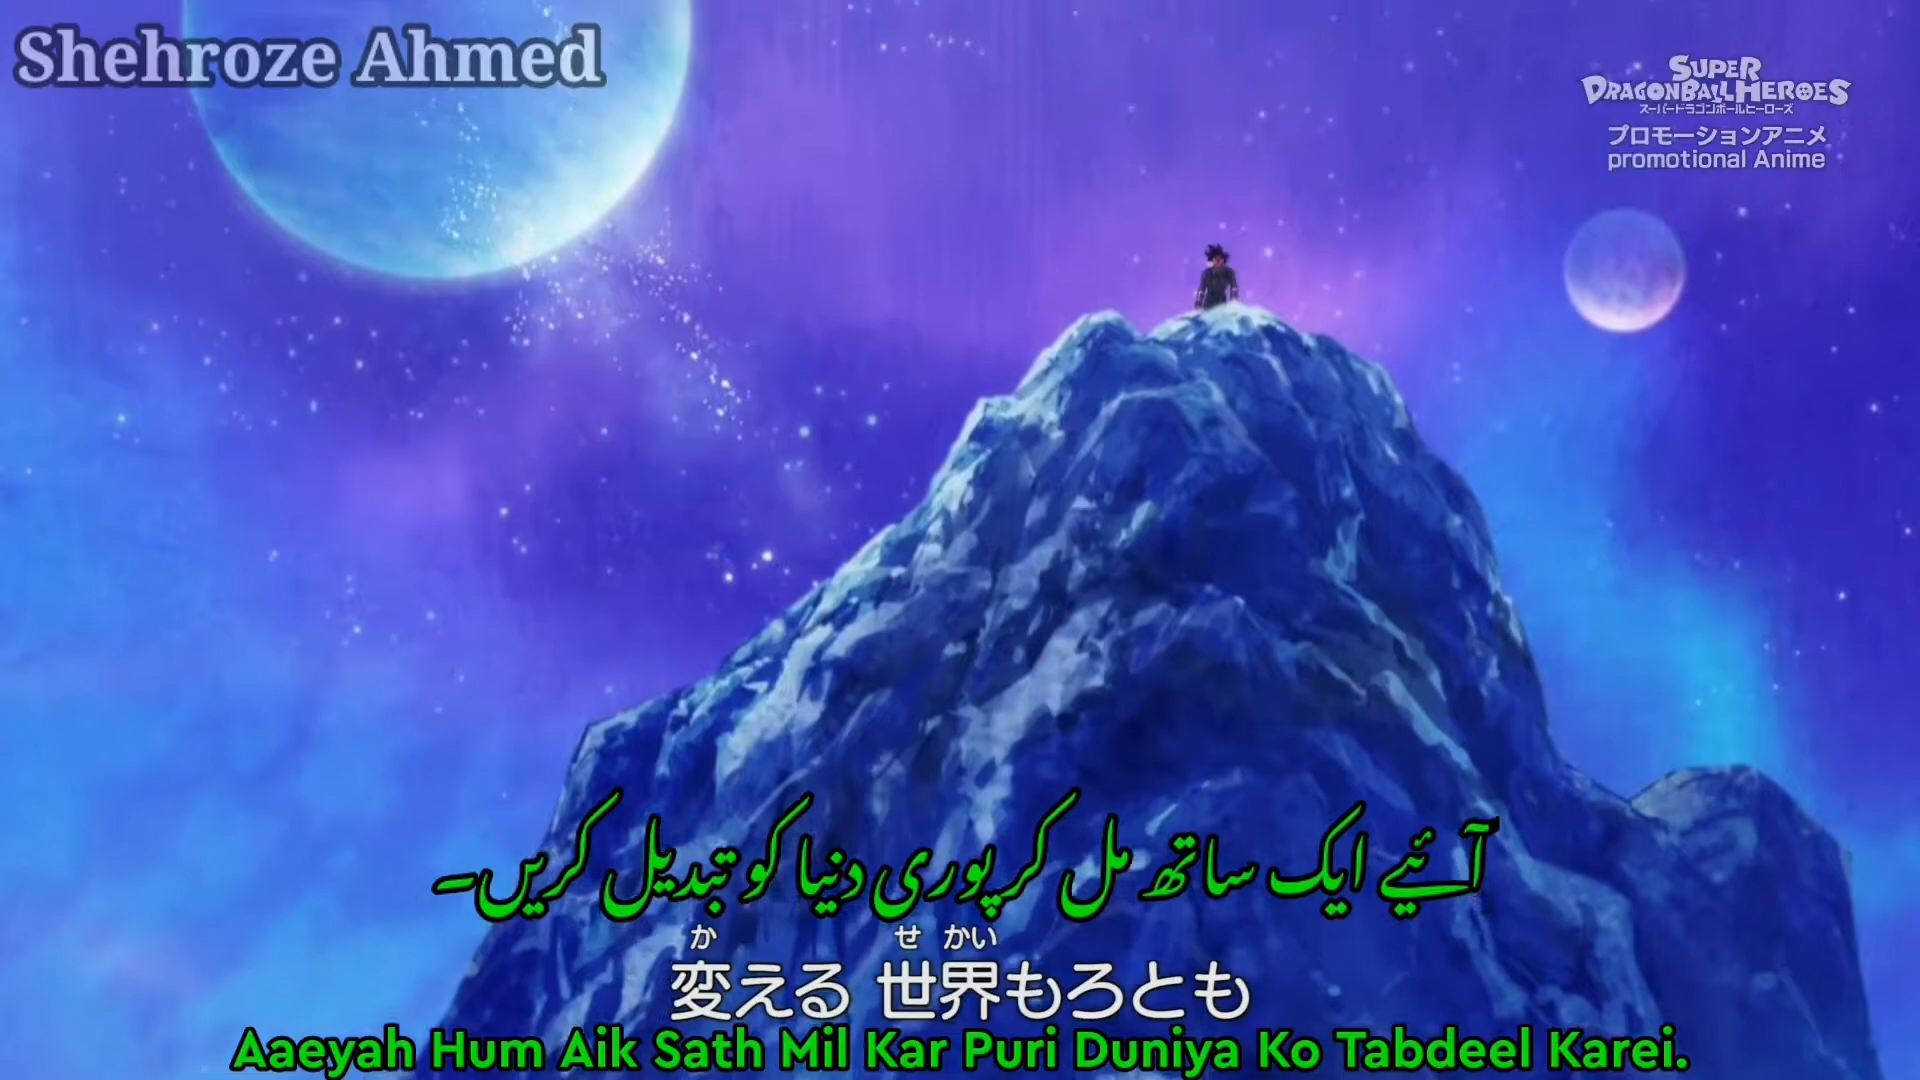 Shehroze Ahmed
SUPER
DRAGONBALL HEROES
スーパードラゴンボールヒーローズ
プロモーションアニメ
promotional Anime
آئیے ایک ساتھ مل کر پوری دنیا کو تبدیل کریں۔
か せ かい
変える 世界もろとも
Aaeyah Hum Aik Sath Mil Kar Puri Duniya Ko Tabdeel Karei.